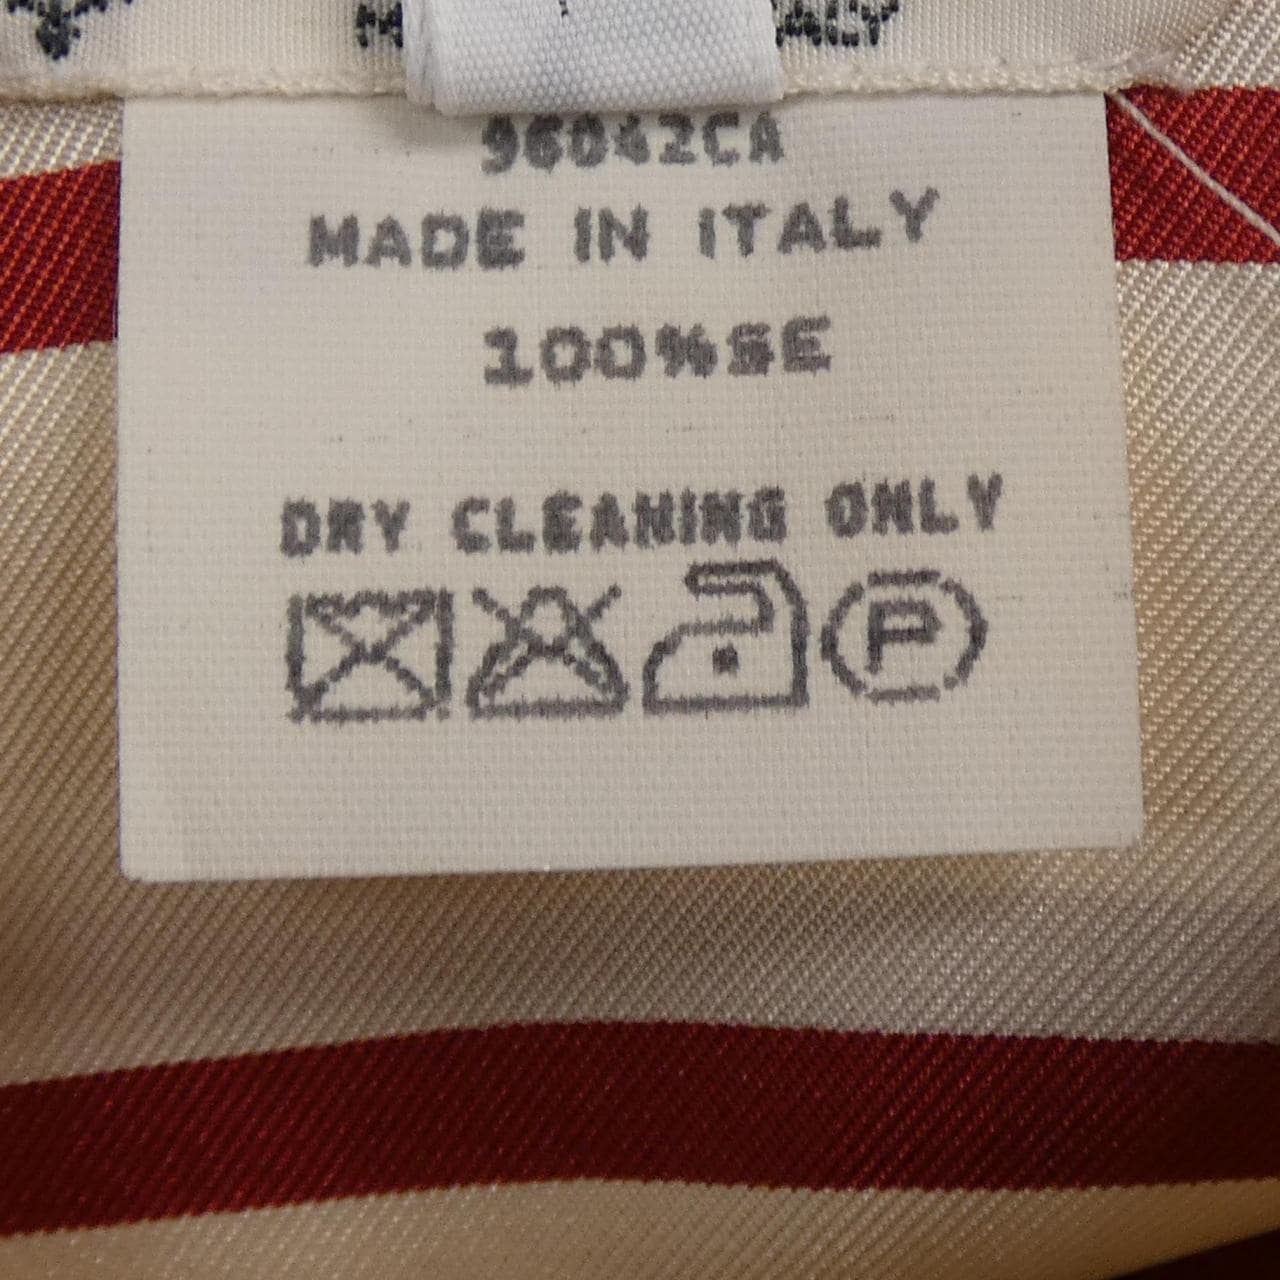 96042CA
MADE IN ITALY
100%SE
DRY CLEANING ONLY
P